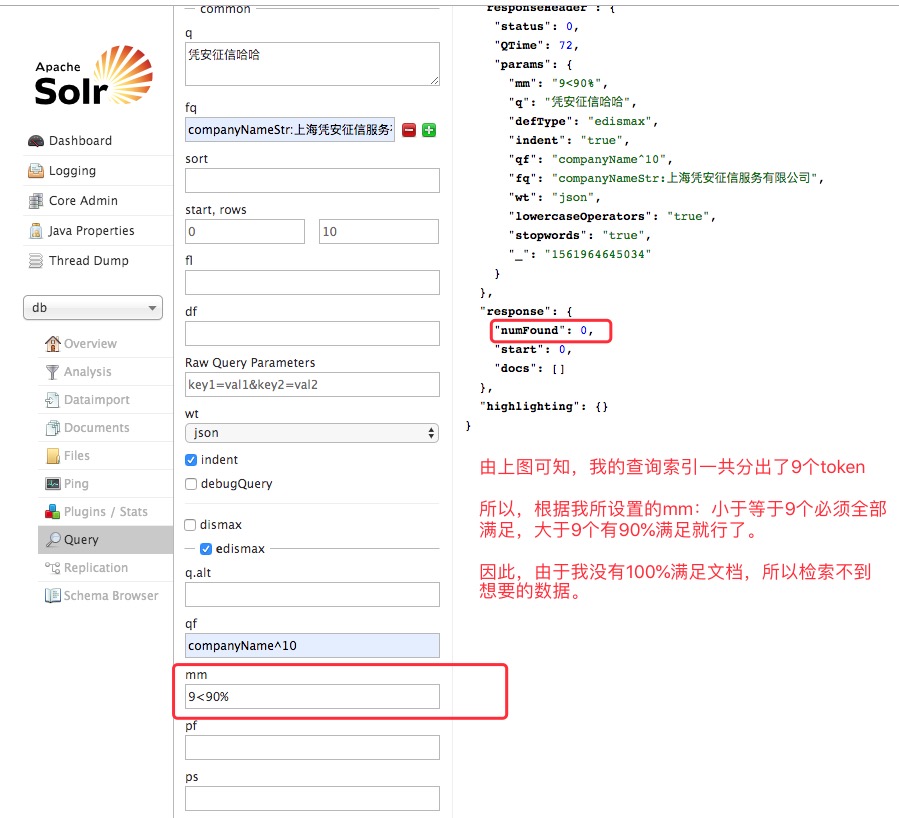 Apache
Solr
Dashboard
Logging
Core Admin
Java Properties
Thread Dump
db
Overview
Analysis
Dataimport
Documents
Files
Ping
Plugins / Stats
Query
Replication
Schema Browser
common
q
凭安征信哈哈
fq
companyNameStr:上海凭安征信服务
sort
start, rows
0
10
fl
df
Raw Query Parameters
key1=val1&key2=val2
wt
json
indent
debugQuery
dismax
edismax
q.alt
qf
companyName^10
mm
9<90%
pf
ps
"responseHeader": {
"status": 0,
"QTime": 72,
"params": {
"mm": "9<90%",
"q": "凭安征信哈哈",
"defType": "edismax",
"indent": "true",
"qf": "companyName^10",
"fq": "companyNameStr:上海凭安征信服务有限公司",
"wt": "json",
"lowercaseOperators": "true",
"stopwords": "true",
"_": "1561964645034"
}
},
"response": {
"numFound": 0,
"start": 0,
"docs": []
},
"highlighting": {}
}
由上图可知，我的查询索引一共分出了9个token
所以，根据我所设置的mm：小于等于9个必须全部
满足，大于9个有90%满足就行了。
因此，由于我没有100%满足文档，所以检索不到
想要的数据。